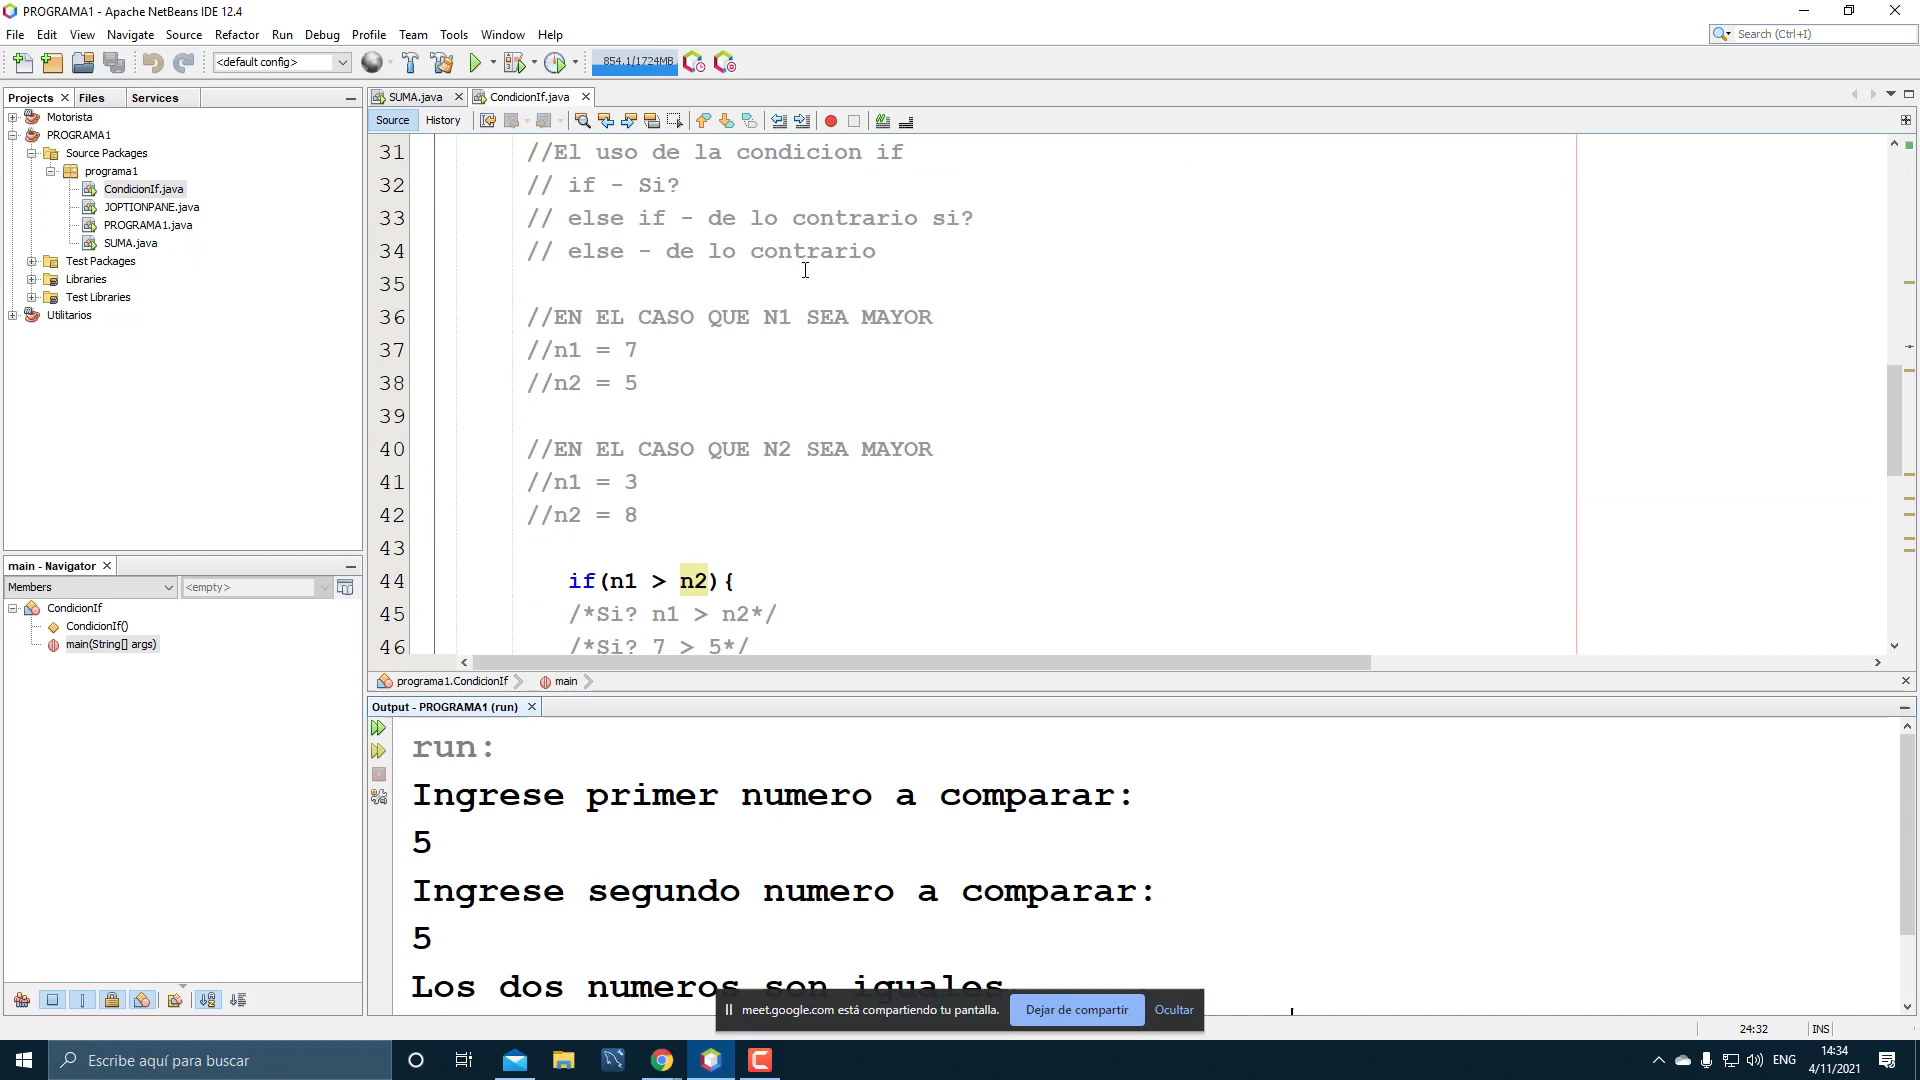 PROGRAMA1 - Apache NetBeans IDE 12.4
File Edit View Navigate Source Refactor Run Debug Profile Team Tools Window Help
Search (Ctrl+I)
<default config>
854.1/1724MB
Projects Files Services
Motorista
PROGRAMA1
Source Packages
programa1
CondicionIf.java
JOPTIONPANE.java
PROGRAMA1.java
SUMA.java
Test Packages
Libraries
Test Libraries
Utilitarios
main - Navigator
Members
<empty>
CondicionIf
CondicionIf()
main(String[] args)
SUMA.java CondicionIf.java
Source History
31 //El uso de la condicion if
32 // if - Si?
33 // else if - de lo contrario si?
34 // else - de lo contrario
35
36 //EN EL CASO QUE N1 SEA MAYOR
37 //n1 = 7
38 //n2 = 5
39
40 //EN EL CASO QUE N2 SEA MAYOR
41 //n1 = 3
42 //n2 = 8
43
44 if(n1 > n2){
45 /*Si? n1 > n2*/
46 /*Si? 7 > 5*/
programa1.CondicionIf main
Output - PROGRAMA1 (run)
run:
Ingrese primer numero a comparar:
5
Ingrese segundo numero a comparar:
5
Los dos numeros son iguales
meet.google.com está compartiendo tu pantalla. Dejar de compartir Ocultar
24:32 INS
Escribe aquí para buscar
ENG
14:34
4/11/2021